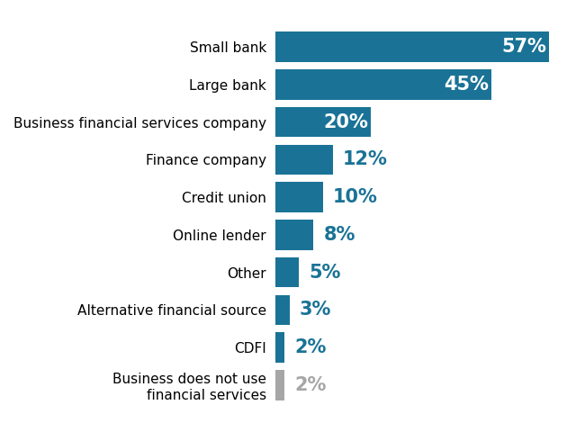 Small bank 57%
Large bank 45%
Business financial services company 20%
Finance company 12%
Credit union 10%
Online lender 8%
Other 5%
Alternative financial source 3%
CDFI 2%
Business does not use
financial services 2%